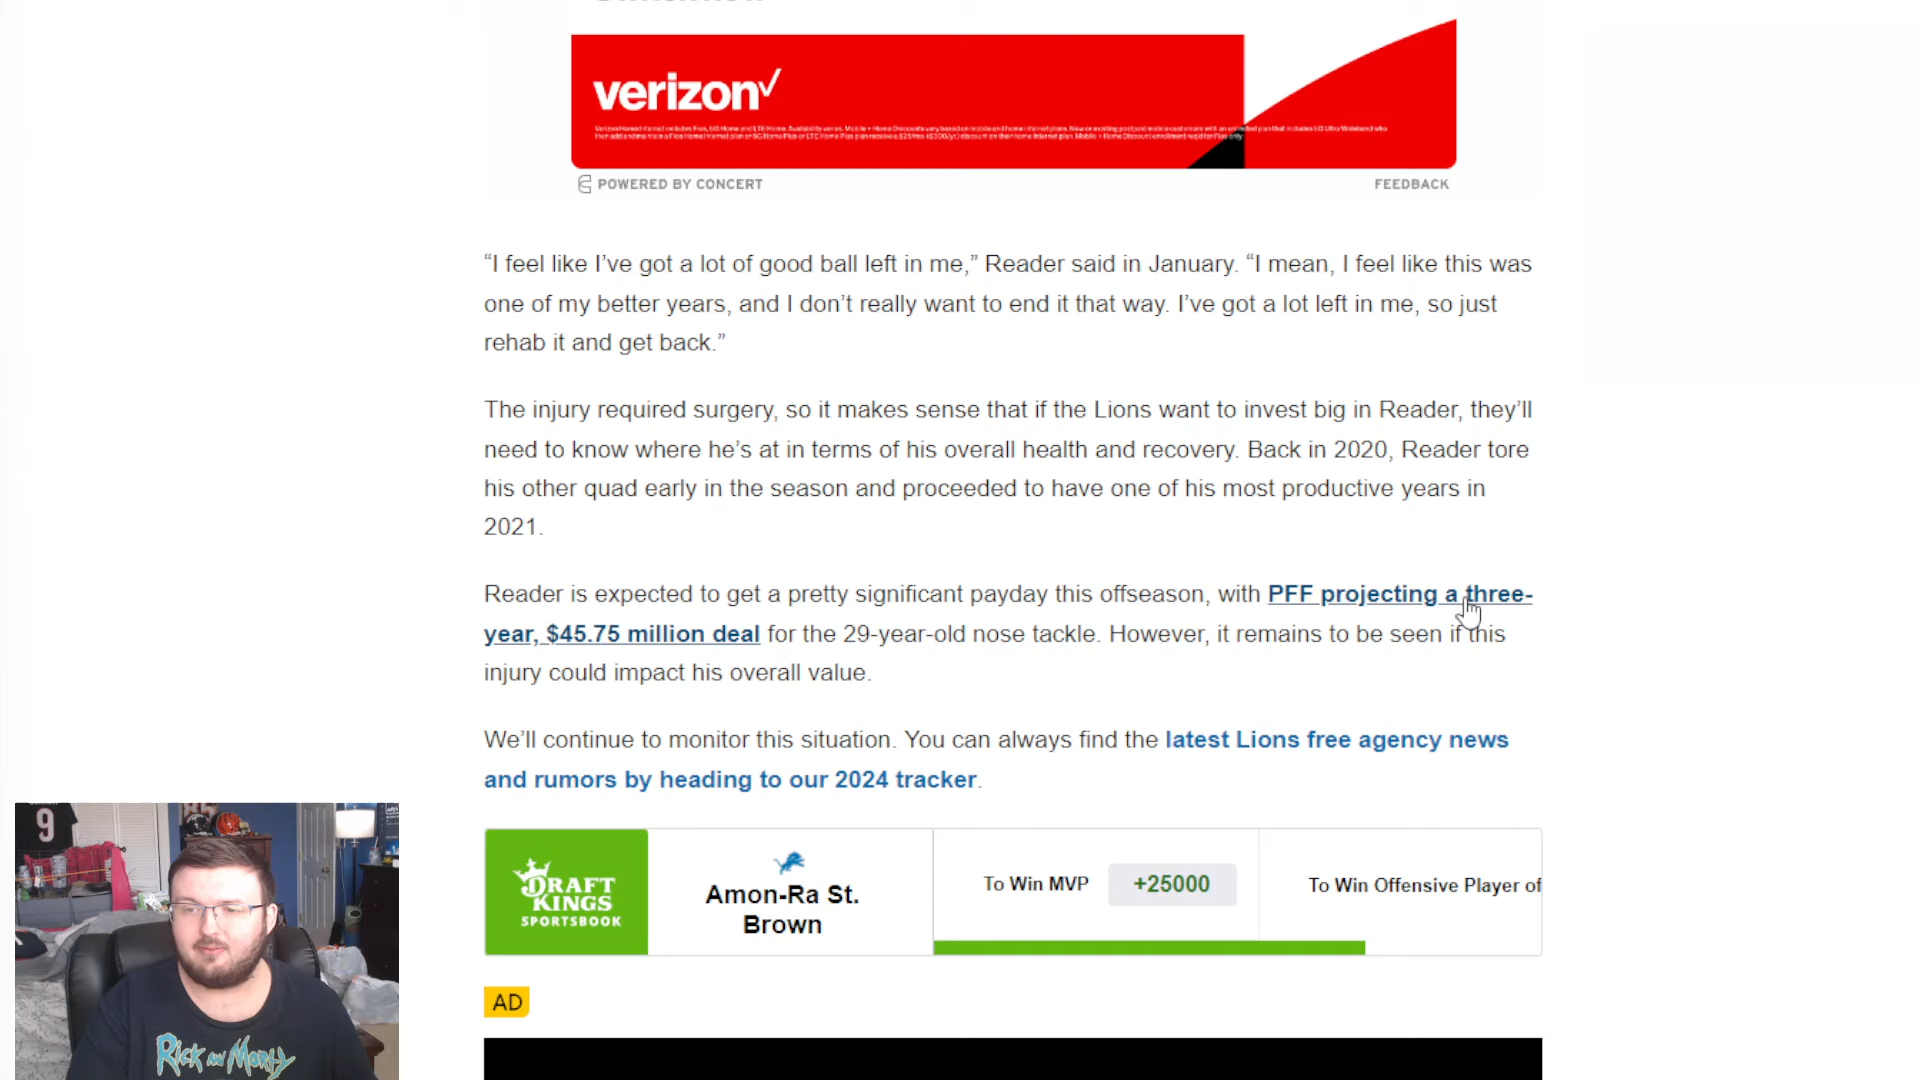 verizon✓
POWERED BY CONCERT
FEEDBACK
“I feel like I’ve got a lot of good ball left in me,” Reader said in January. “I mean, I feel like this was
one of my better years, and I don’t really want to end it that way. I’ve got a lot left in me, so just
rehab it and get back.”
The injury required surgery, so it makes sense that if the Lions want to invest big in Reader, they’ll
need to know where he’s at in terms of his overall health and recovery. Back in 2020, Reader tore
his other quad early in the season and proceeded to have one of his most productive years in
2021.
Reader is expected to get a pretty significant payday this offseason, with PFF projecting a three-
year, $45.75 million deal for the 29-year-old nose tackle. However, it remains to be seen if this
injury could impact his overall value.
We’ll continue to monitor this situation. You can always find the latest Lions free agency news
and rumors by heading to our 2024 tracker.
DRAFT
KINGS
SPORTSBOOK
Amon-Ra St.
Brown
To Win MVP
+25000
To Win Offensive Player of
AD
9
RICK AND MORTY